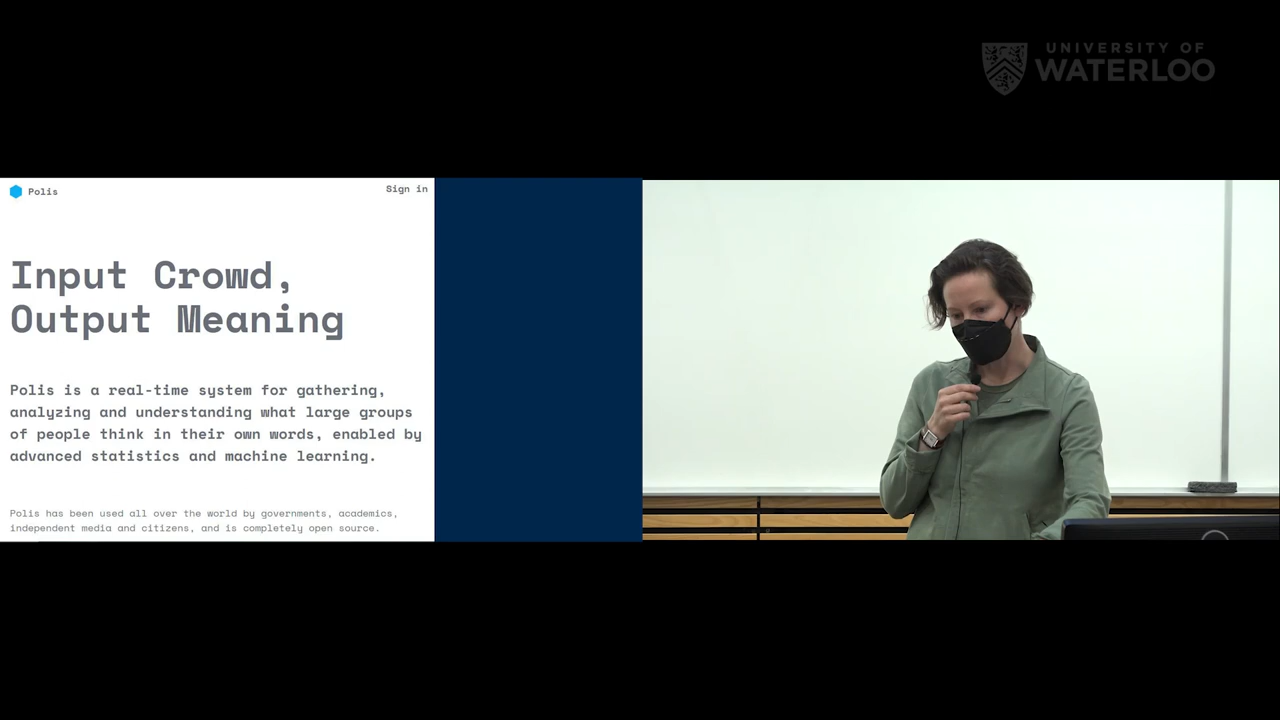 UNIVERSITY OF
WATERLOO
Polis
Sign in
Input Crowd,
Output Meaning
Polis is a real-time system for gathering,
analyzing and understanding what large groups
of people think in their own words, enabled by
advanced statistics and machine learning.
Polis has been used all over the world by governments, academics,
independent media and citizens, and is completely open source.